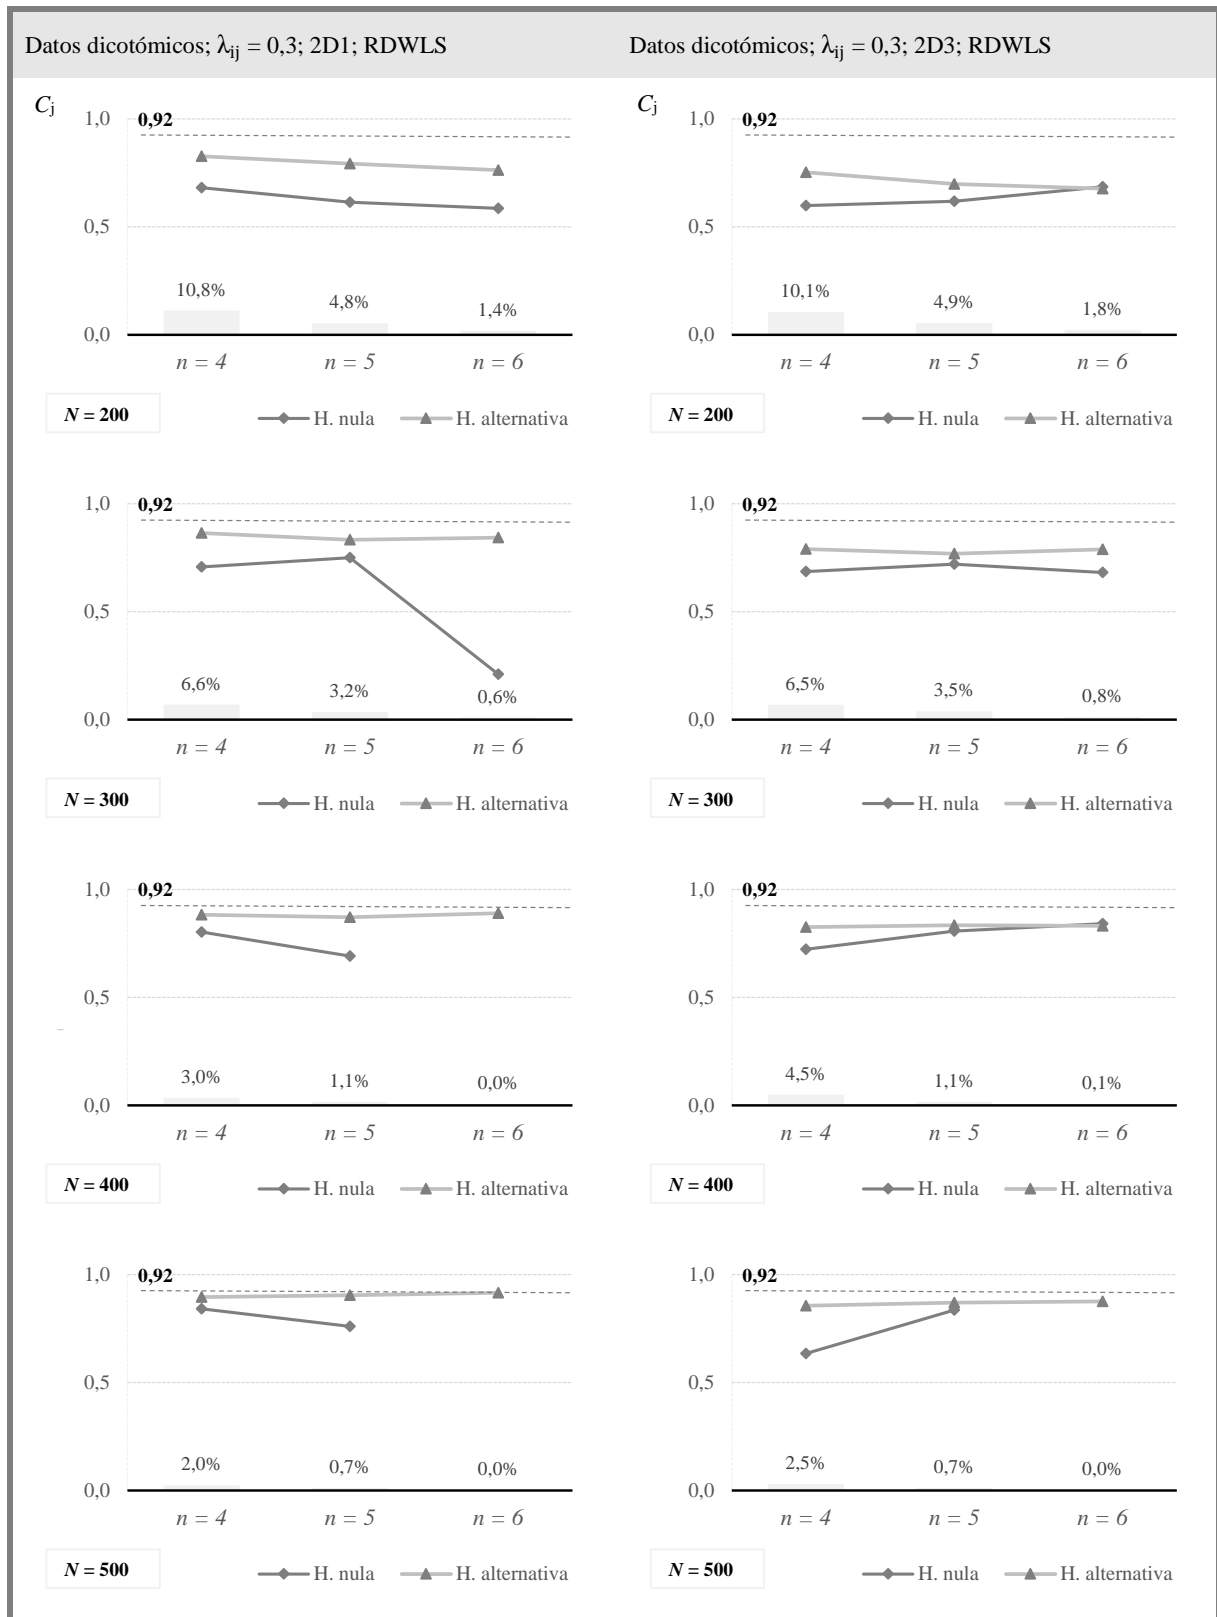 Datos dicotómicos; λij = 0,3; 2D1; RDWLS
Datos dicotómicos; λij = 0,3; 2D3; RDWLS
Cj
1,0
0,92
0,5
10,8%
4,8%
1,4%
0,0
n = 4
n = 5
n = 6
N = 200
H. nula
H. alternativa
Cj
1,0
0,92
0,5
10,1%
4,9%
1,8%
0,0
n = 4
n = 5
n = 6
N = 200
H. nula
H. alternativa
1,0
0,92
0,5
6,6%
3,2%
0,6%
0,0
n = 4
n = 5
n = 6
N = 300
H. nula
H. alternativa
1,0
0,92
0,5
6,5%
3,5%
0,8%
0,0
n = 4
n = 5
n = 6
N = 300
H. nula
H. alternativa
1,0
0,92
0,5
3,0%
1,1%
0,0%
0,0
n = 4
n = 5
n = 6
N = 400
H. nula
H. alternativa
1,0
0,92
0,5
4,5%
1,1%
0,1%
0,0
n = 4
n = 5
n = 6
N = 400
H. nula
H. alternativa
1,0
0,92
0,5
2,0%
0,7%
0,0%
0,0
n = 4
n = 5
n = 6
N = 500
H. nula
H. alternativa
1,0
0,92
0,5
2,5%
0,7%
0,0%
0,0
n = 4
n = 5
n = 6
N = 500
H. nula
H. alternativa